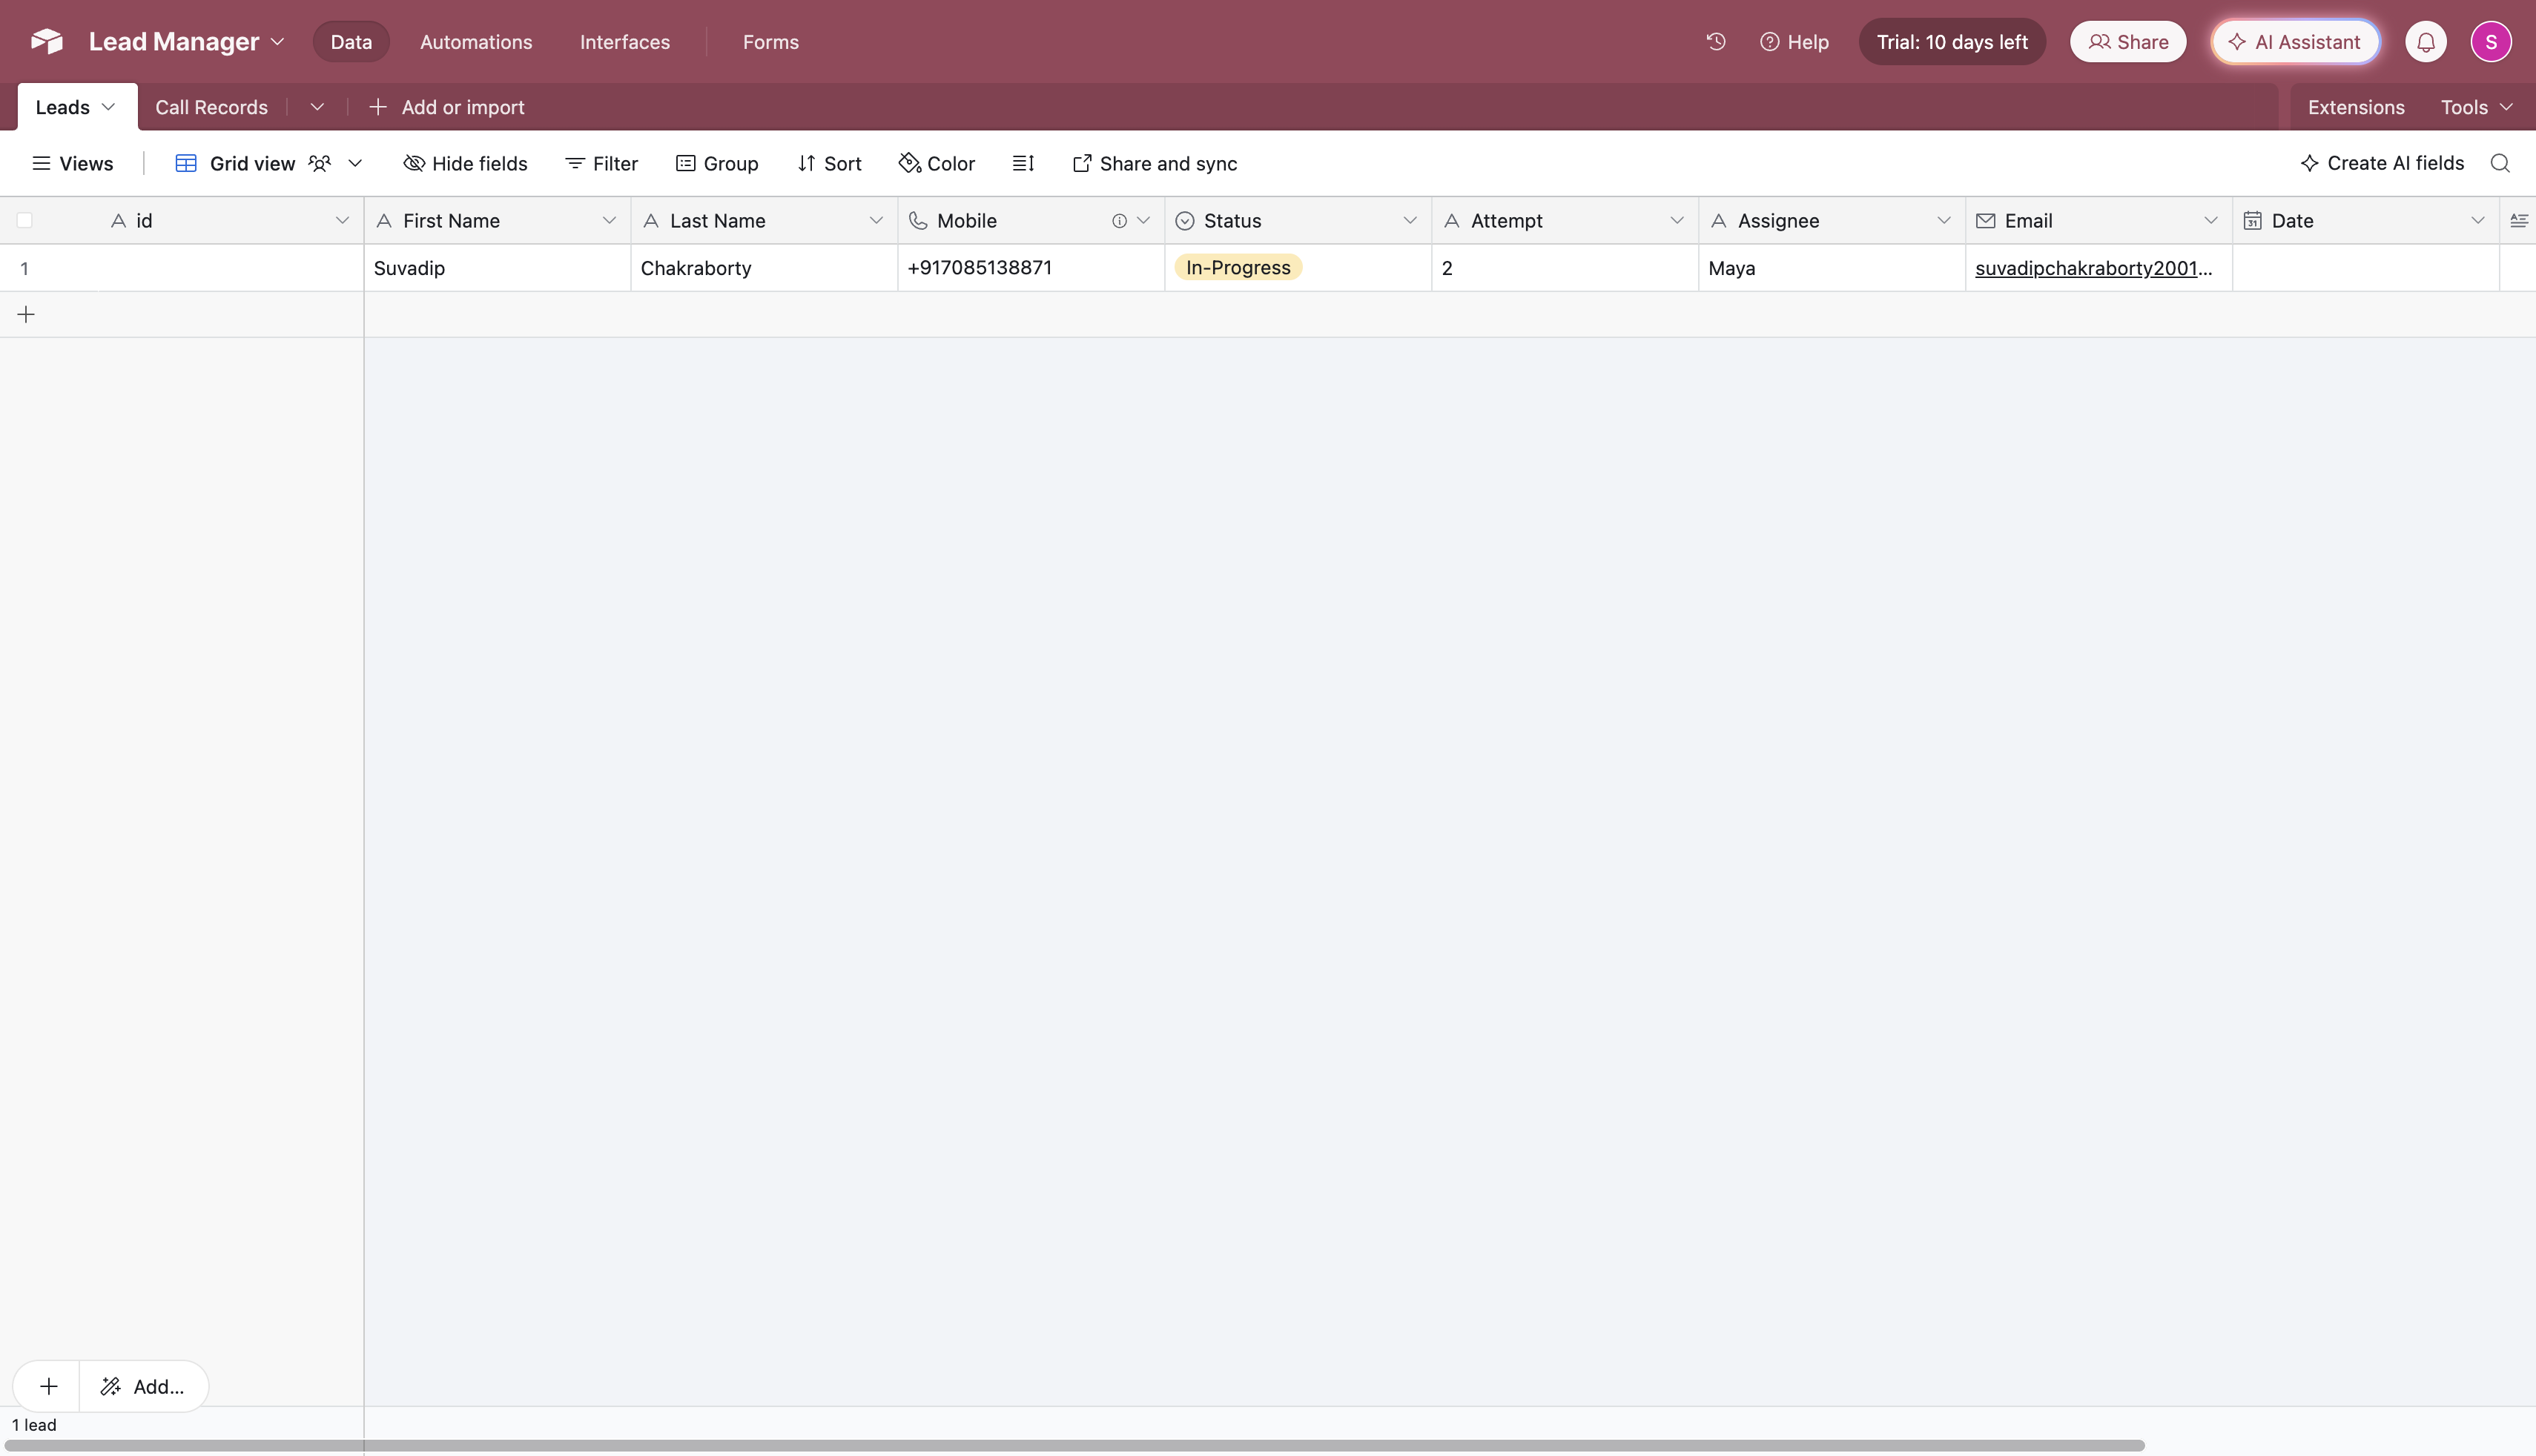 Lead Manager Data Automations Interfaces Forms Help Trial: 10 days left Share AI Assistant S
Leads Call Records Add or import Extensions Tools
Views Grid view Hide fields Filter Group Sort Color Share and sync Create AI fields
id First Name Last Name Mobile Status Attempt Assignee Email 31 Date
1 Suvadip Chakraborty +917085138871 In-Progress 2 Maya suvadipchakraborty2001...
Add...
1 lead